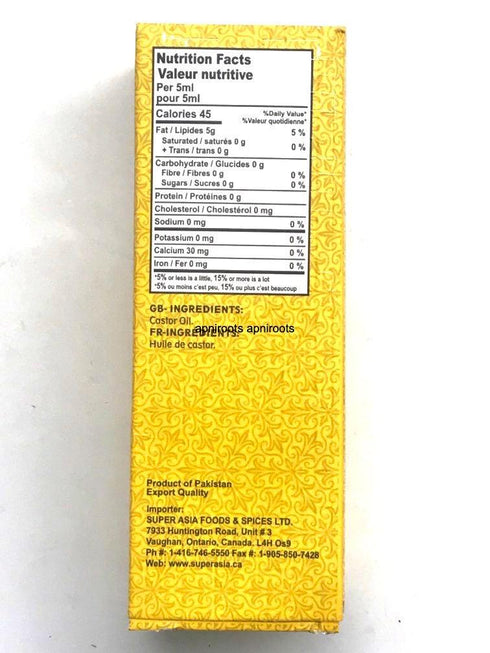 Nutrition Facts
Valeur nutritive
Per 5ml
pour 5ml
Calories 45
%Daily Value*
%Valeur quotidienne*
Fat / Lipides 5g 5 %
Saturated / saturés 0 g
+ Trans / trans 0 g 0 %
Carbohydrate / Glucides 0 g
Fibre / Fibres 0 g 0 %
Sugars / Sucres 0 g 0 %
Protein / Protéines 0 g
Cholesterol / Cholestérol 0 mg
Sodium 0 mg 0 %
Potassium 0 mg 0 %
Calcium 30 mg 0 %
Iron / Fer 0 mg 0 %
*5% or less is a little, 15% or more is a lot
*5% ou moins c'est peu, 15% ou plus c'est beaucoup
GB- INGREDIENTS:
Castor Oil.
apniroots apniroots
FR-INGREDIENTS:
Huile de castor.
Product of Pakistan
Export Quality
Importer:
SUPER ASIA FOODS & SPICES LTD.
7933 Huntington Road, Unit # 3
Vaughan, Ontario, Canada. L4H Os9
Ph #: 1-416-746-5550 Fax #: 1-905-850-7428
Web: www.superasia.ca